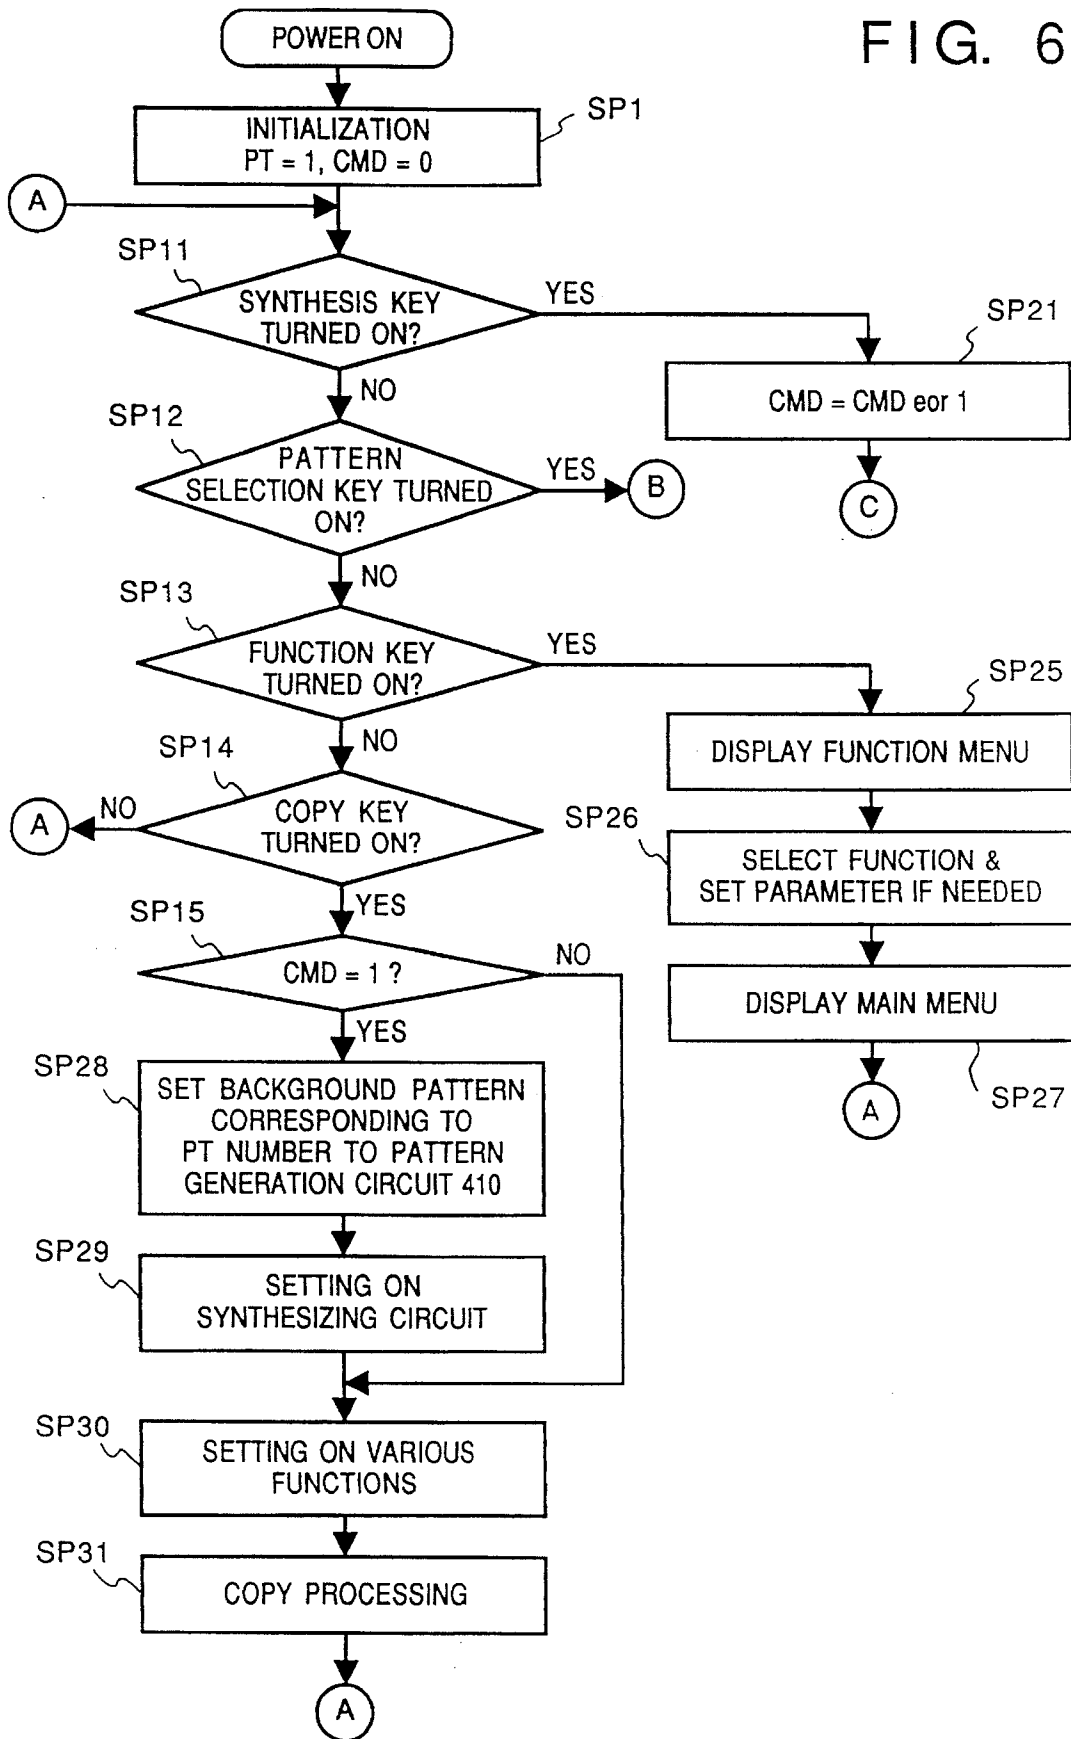 FIG. 6
POWER ON
SP1
INITIALIZATION
PT = 1, CMD = 0
A
SP11
SYNTHESIS KEY
TURNED ON?
YES
NO
SP21
CMD = CMD eor 1
C
SP12
PATTERN
SELECTION KEY TURNED
ON?
YES
B
NO
SP13
FUNCTION KEY
TURNED ON?
YES
NO
SP25
DISPLAY FUNCTION MENU
SP26
SELECT FUNCTION &
SET PARAMETER IF NEEDED
DISPLAY MAIN MENU
SP27
A
SP14
COPY KEY
TURNED ON?
NO
A
YES
SP15
CMD = 1 ?
NO
YES
SP28
SET BACKGROUND PATTERN
CORRESPONDING TO
PT NUMBER TO PATTERN
GENERATION CIRCUIT 410
SP29
SETTING ON
SYNTHESIZING CIRCUIT
SP30
SETTING ON VARIOUS
FUNCTIONS
SP31
COPY PROCESSING
A